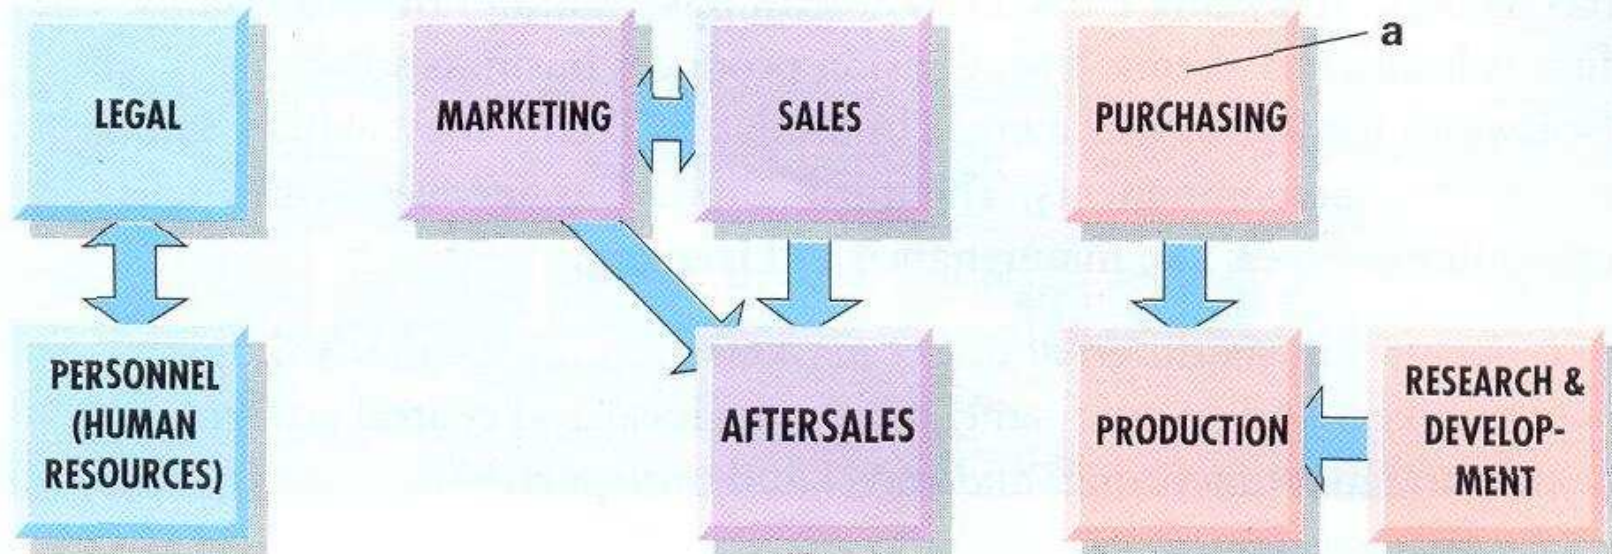 LEGAL
MARKETING
SALES
PURCHASING
a
PERSONNEL
(HUMAN
RESOURCES)
AFTERSALES
PRODUCTION
RESEARCH &
DEVELOP-
MENT